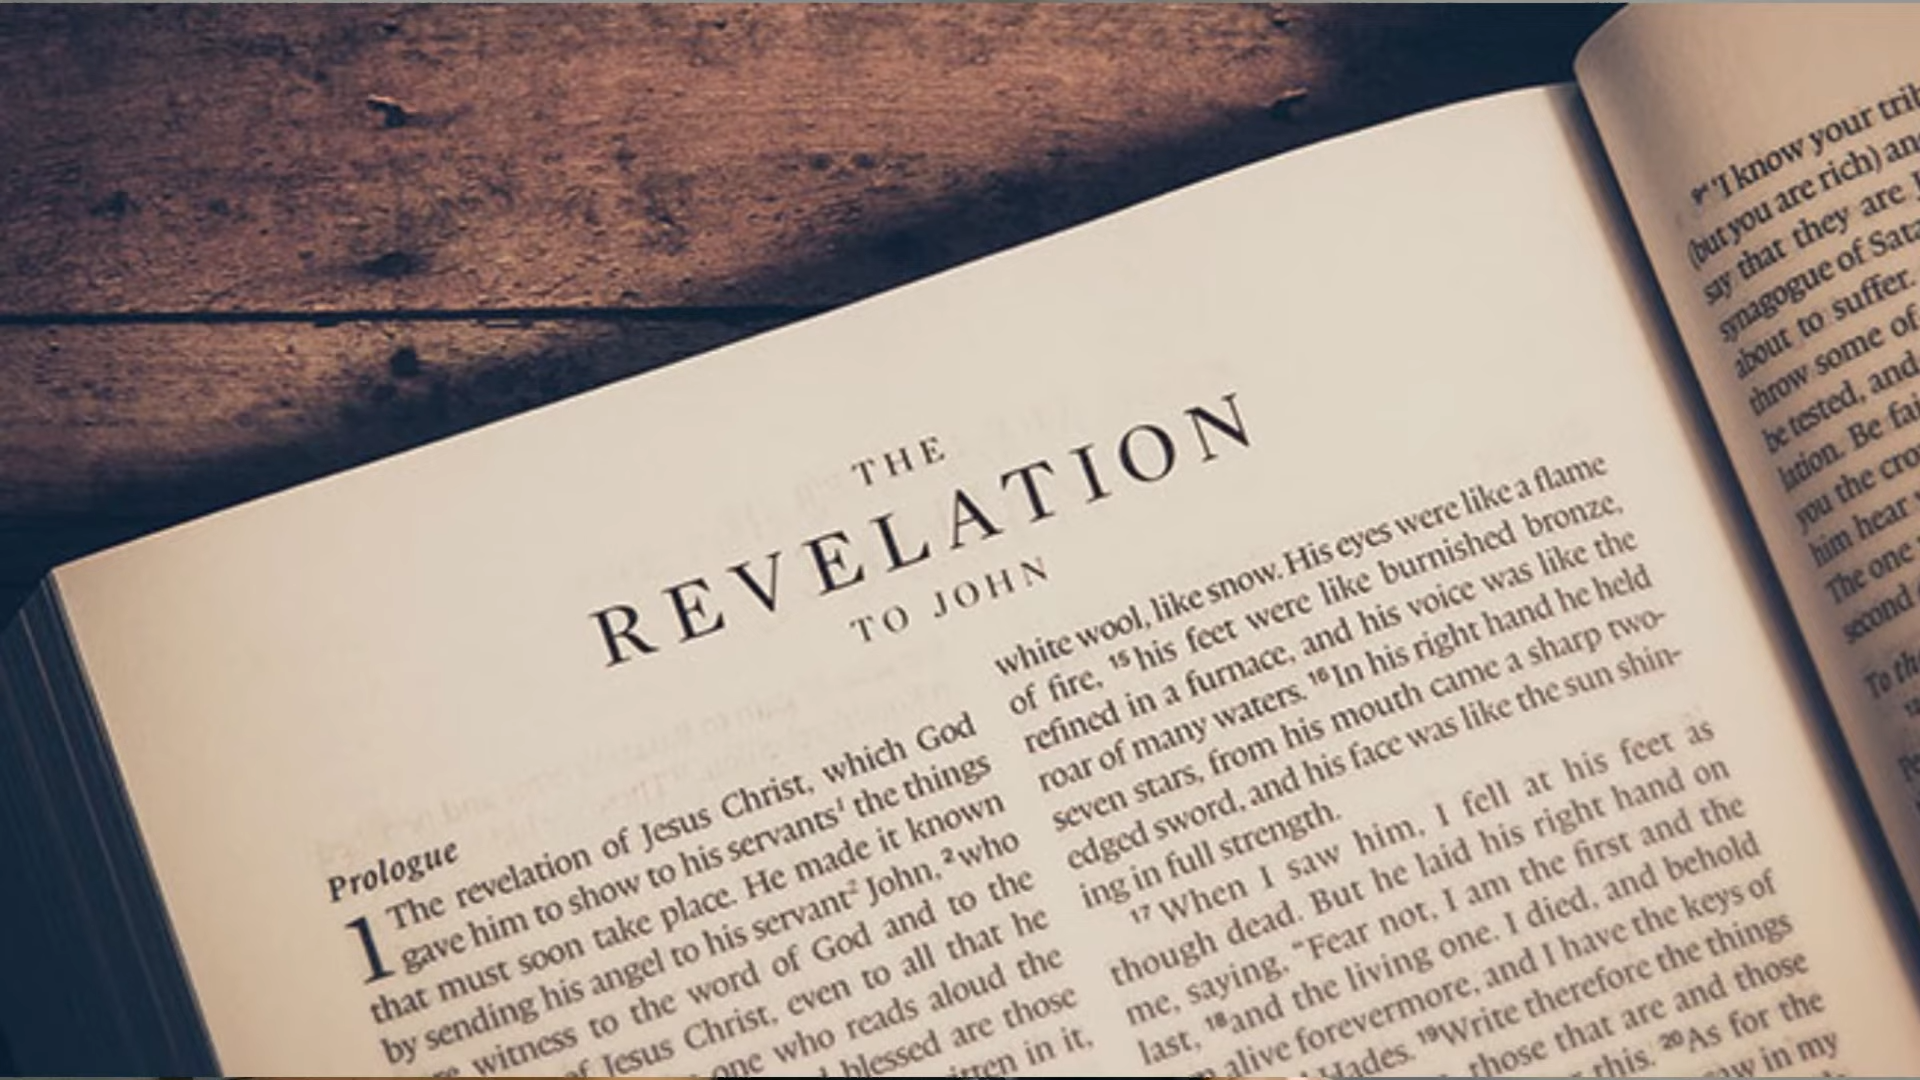 THE
REVELATION
TO JOHN
Prologue
1 The revelation of Jesus Christ, which God
gave him to show to his servants¹ the things
that must soon take place. He made it known
by sending his angel to his servant² John, ²who
witness to the word of God and to the
of Jesus Christ, even to all that he
one who reads aloud the
blessed are those
in it,
white wool, like snow. His eyes were like a flame
of fire, ¹⁵his feet were like burnished bronze,
refined in a furnace, and his voice was like the
roar of many waters. ¹⁶In his right hand he held
seven stars, from his mouth came a sharp two-
edged sword, and his face was like the sun shin-
ing in full strength.
¹⁷When I saw him, I fell at his feet as
though dead. But he laid his right hand on
me, saying, “Fear not, I am the first and the
last, ¹⁸and the living one. I died, and behold
alive forevermore, and I have the keys of
Hades. ¹⁹Write therefore the things
those that are and those
this. ²⁰As for the
in my
⁹“‘I know your
(but you are rich)
say that they are
synagogue of
about to suffer.
throw some of
be tested, and
lation. Be
you the
him hear
The one
second
To